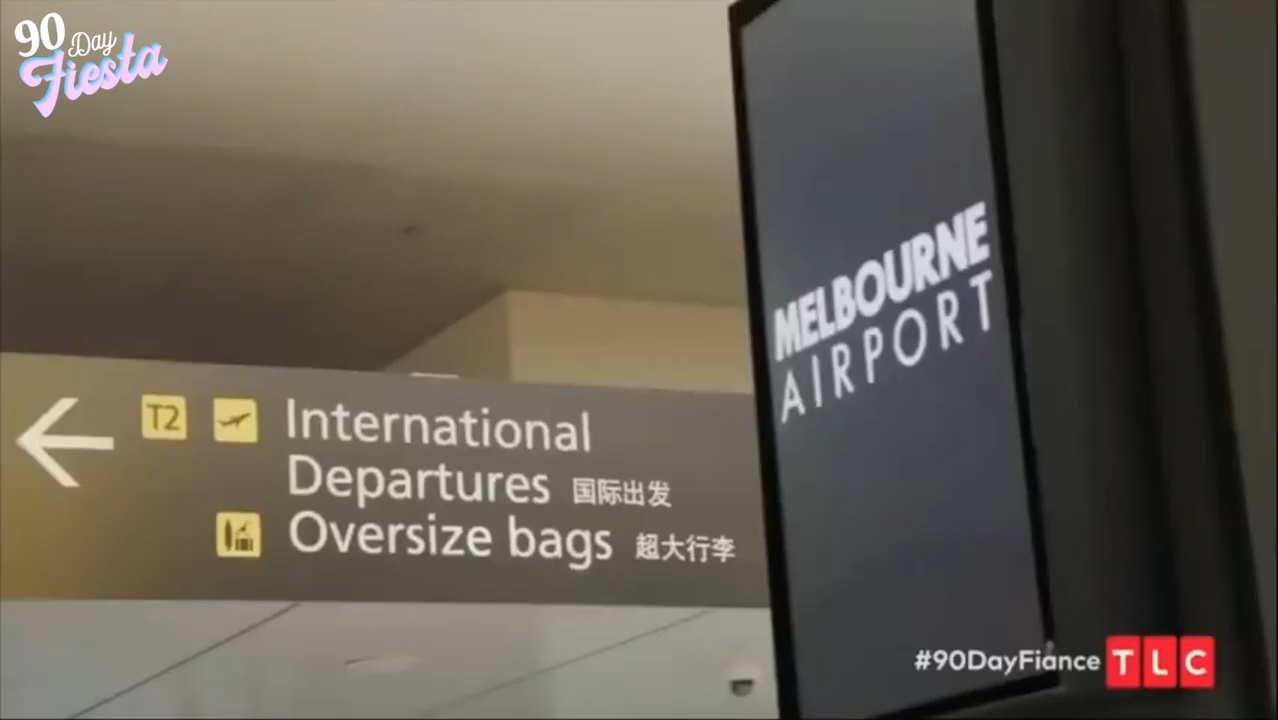 90 Day
Fiesta
MELBOURNE
AIRPORT
T2 International
Departures 国际出发
Oversize bags 超大行李
#90DayFiance TLC